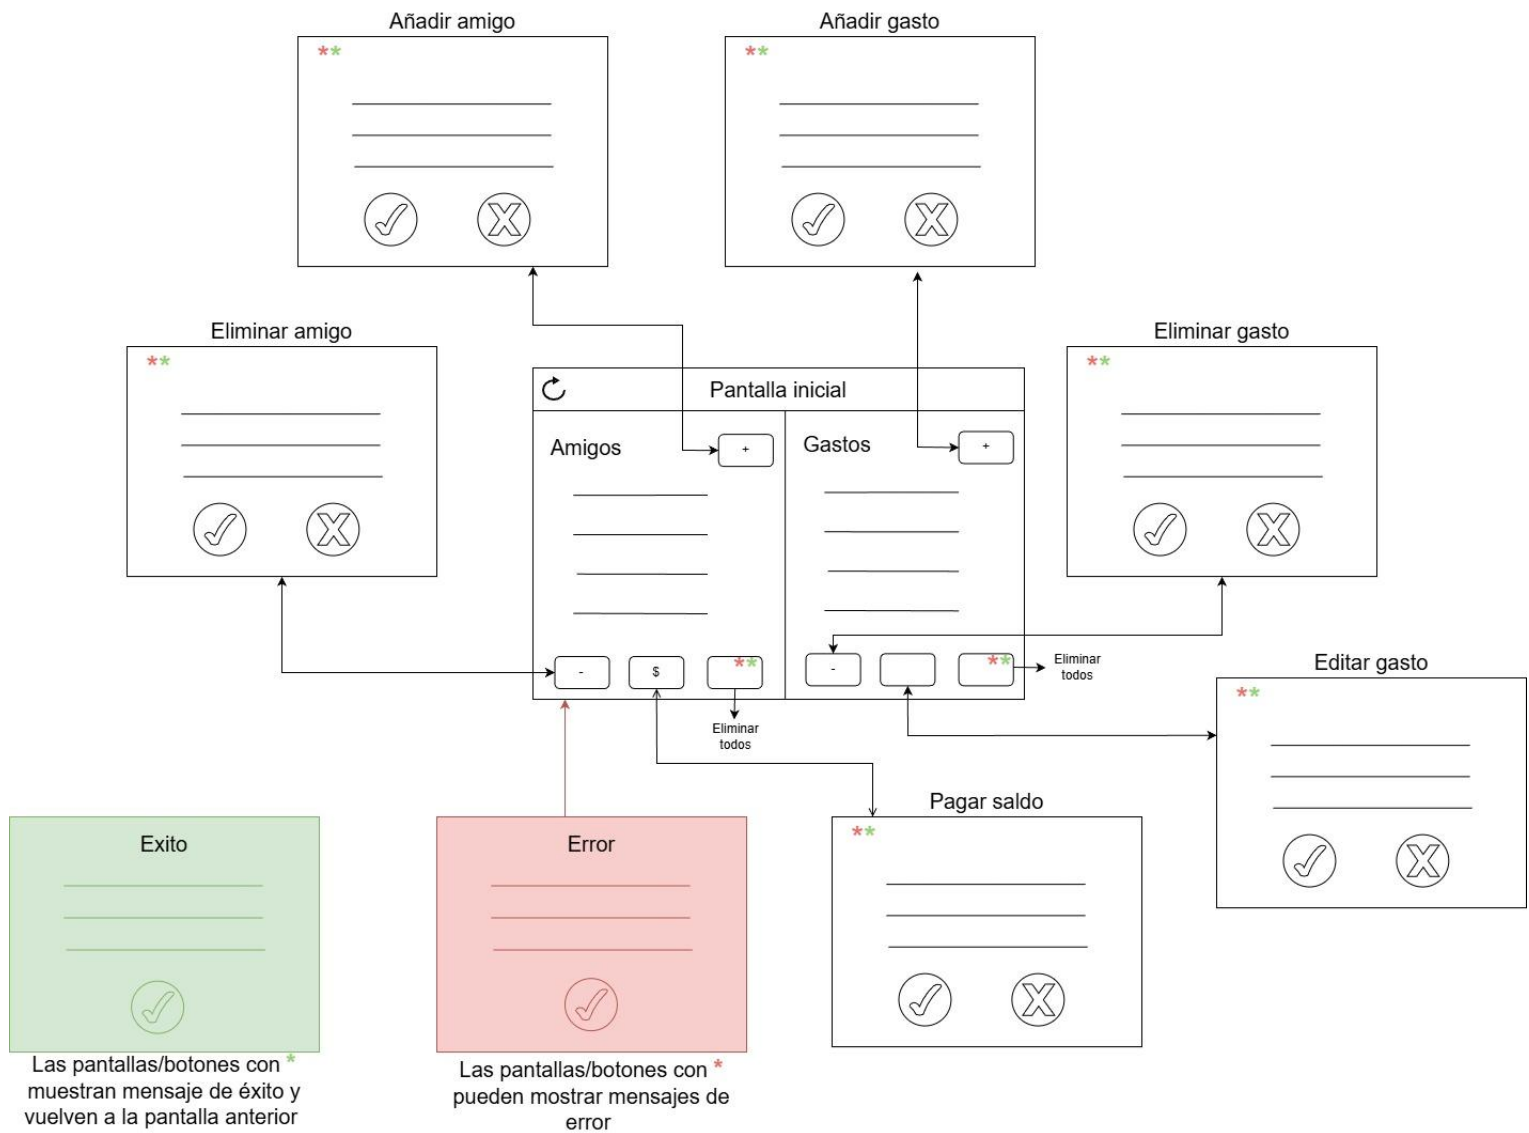 Añadir amigo
**
Añadir gasto
**
Eliminar amigo
**
Eliminar gasto
**
Pantalla inicial
Amigos
+
Gastos
+
-
$
**
-
**
Eliminar
todos
Eliminar
todos
Editar gasto
**
Pagar saldo
**
Exito
Las pantallas/botones con *
muestran mensaje de éxito y
vuelven a la pantalla anterior
Error
Las pantallas/botones con *
pueden mostrar mensajes de
error